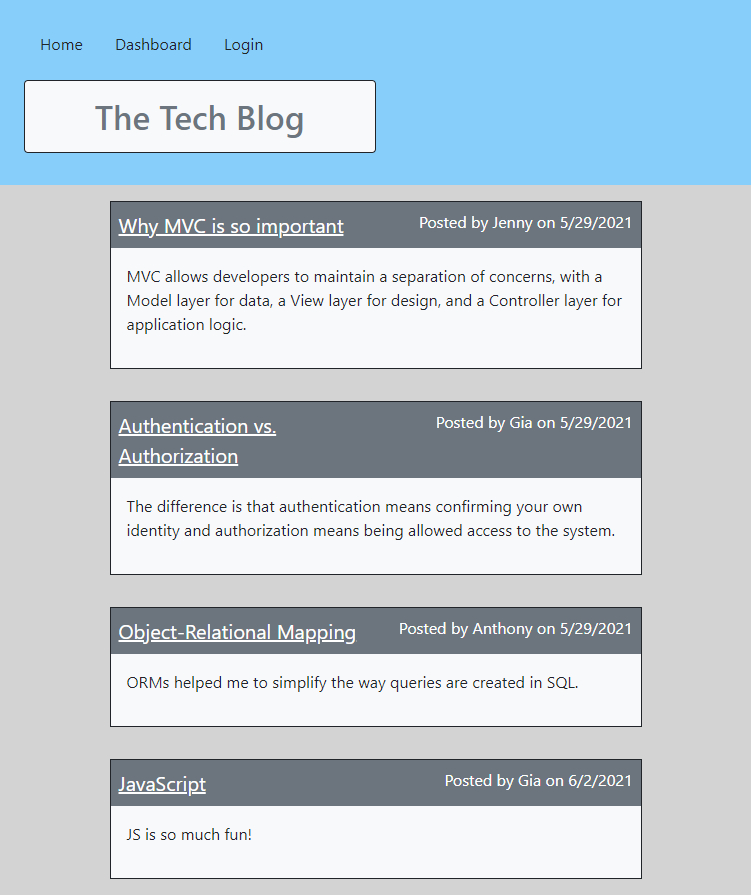 Home Dashboard Login
The Tech Blog
Why MVC is so important Posted by Jenny on 5/29/2021
MVC allows developers to maintain a separation of concerns, with a
Model layer for data, a View layer for design, and a Controller layer for
application logic.
Authentication vs. Posted by Gia on 5/29/2021
Authorization
The difference is that authentication means confirming your own
identity and authorization means being allowed access to the system.
Object-Relational Mapping Posted by Anthony on 5/29/2021
ORMs helped me to simplify the way queries are created in SQL.
JavaScript Posted by Gia on 6/2/2021
JS is so much fun!